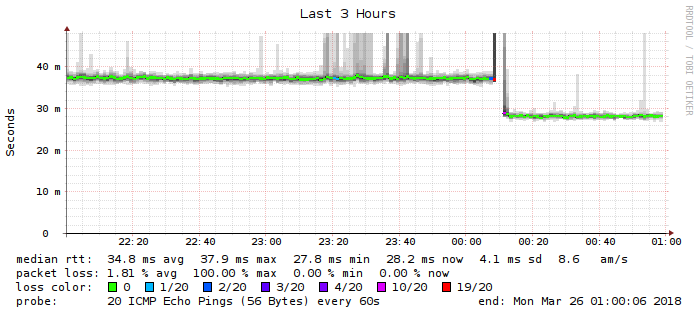 Last 3 Hours
RRDTOOL / TOBI OETIKER
Seconds
40 m
30 m
20 m
10 m
0
22:20 22:40 23:00 23:20 23:40 00:00 00:20 00:40 01:00
median rtt: 34.8 ms avg 37.9 ms max 27.8 ms min 28.2 ms now 4.1 ms sd 8.6 am/s
packet loss: 1.81 % avg 100.00 % max 0.00 % min 0.00 % now
loss color: 0 1/20 2/20 3/20 4/20 10/20 19/20
probe: 20 ICMP Echo Pings (56 Bytes) every 60s end: Mon Mar 26 01:00:06 2018